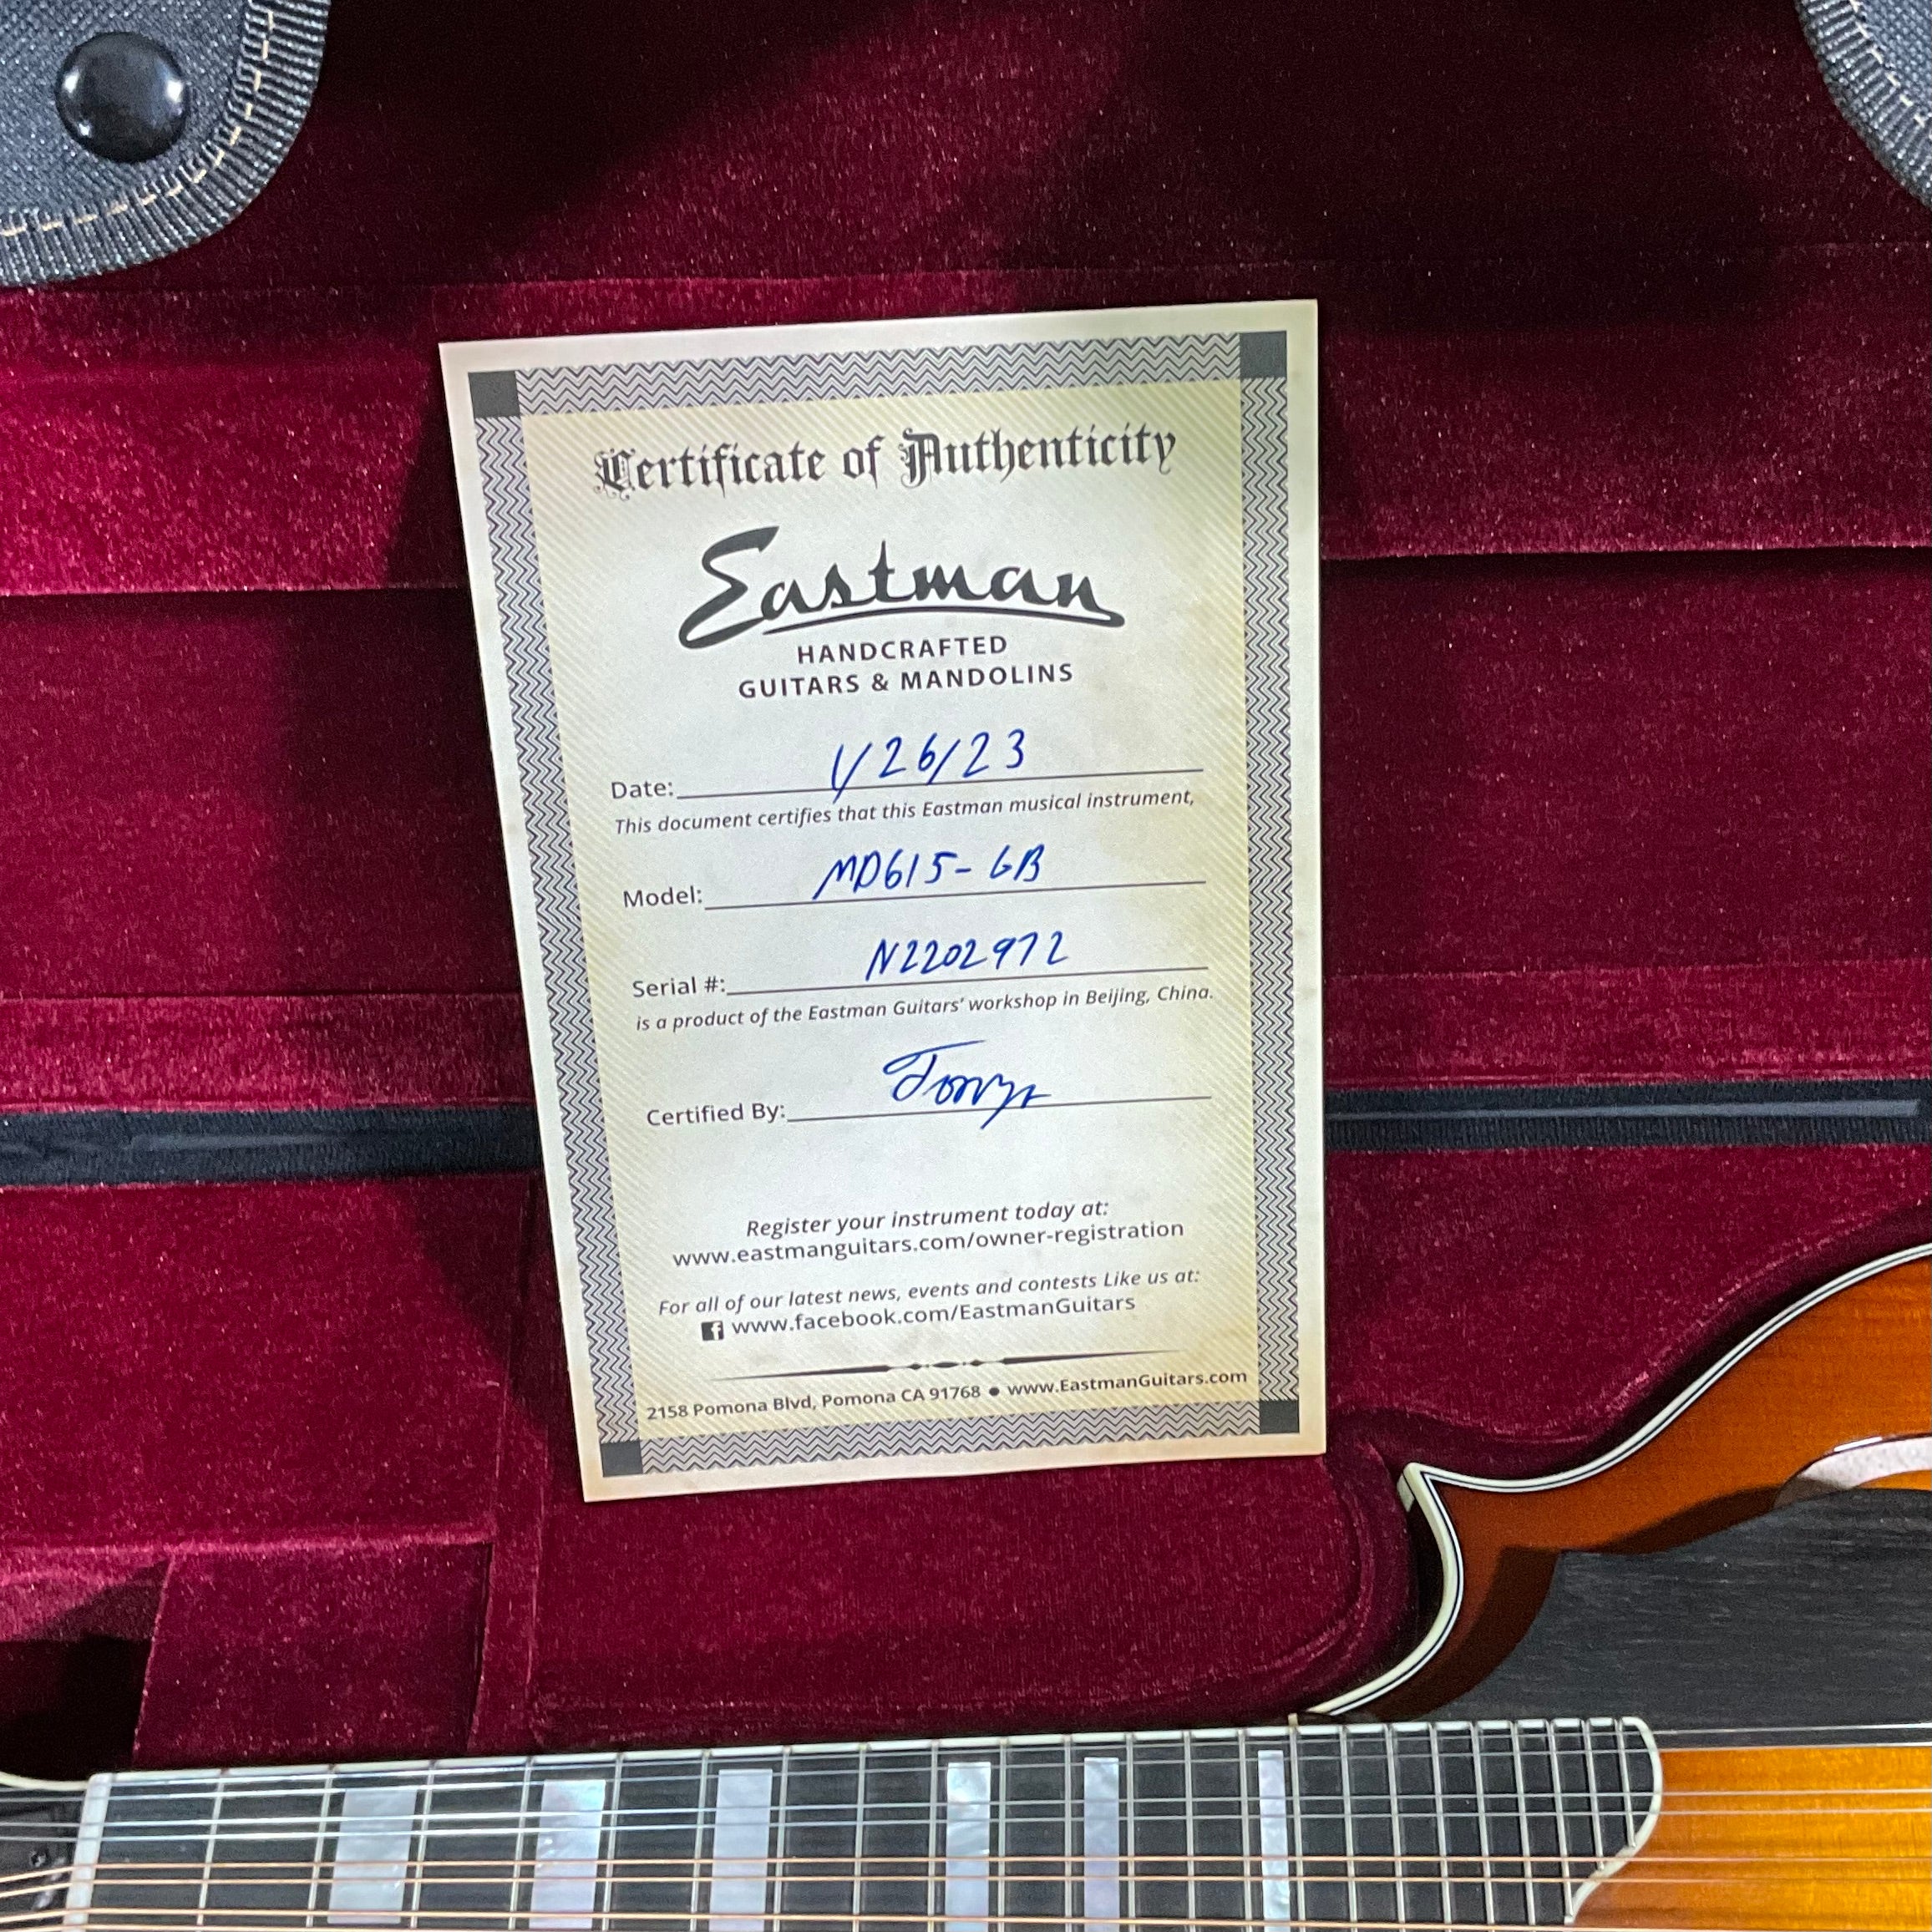 Certificate of Authenticity
Eastman
HANDCRAFTED
GUITARS & MANDOLINS
Date: 1/26/23
This document certifies that this Eastman musical instrument,
Model: MD615-GB
Serial #: N2202972
is a product of the Eastman Guitars' workshop in Beijing, China.
Certified By:
Register your instrument today at:
www.eastmanguitars.com/owner-registration
For all of our latest news, events and contests Like us at:
f www.facebook.com/EastmanGuitars
2158 Pomona Blvd, Pomona CA 91768 ● www.EastmanGuitars.com